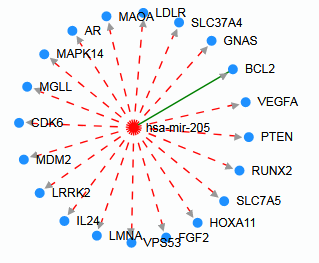 MAOA
LDLR
SLC37A4
AR
GNAS
MAPK14
BCL2
MGLL
VEGFA
CDK6
hsa-mir-205
PTEN
MDM2
RUNX2
LRRK2
SLC7A5
IL24
HOXA11
LMNA
VPS53
FGF2